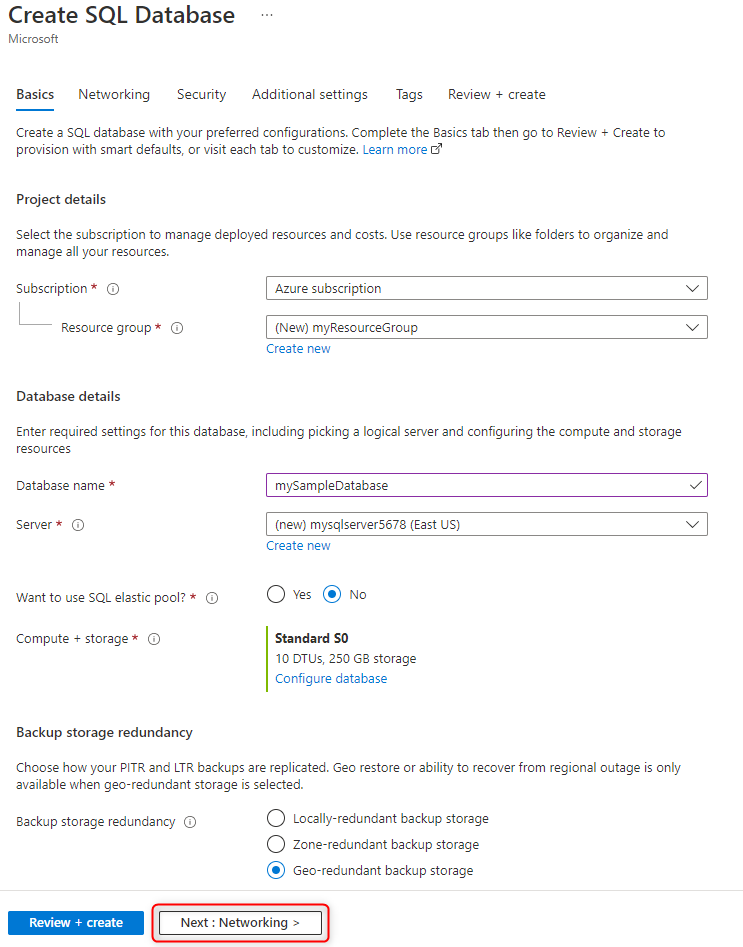 Create SQL Database ...
Microsoft
Basics Networking Security Additional settings Tags Review + create
Create a SQL database with your preferred configurations. Complete the Basics tab then go to Review + Create to
provision with smart defaults, or visit each tab to customize. Learn more
Project details
Select the subscription to manage deployed resources and costs. Use resource groups like folders to organize and
manage all your resources.
Subscription * Azure subscription
Resource group * (New) myResourceGroup
Create new
Database details
Enter required settings for this database, including picking a logical server and configuring the compute and storage
resources
Database name * mySampleDatabase
Server * (new) mysqlserver5678 (East US)
Create new
Want to use SQL elastic pool? * Yes No
Compute + storage * Standard S0
10 DTUs, 250 GB storage
Configure database
Backup storage redundancy
Choose how your PITR and LTR backups are replicated. Geo restore or ability to recover from regional outage is only
available when geo-redundant storage is selected.
Backup storage redundancy Locally-redundant backup storage
Zone-redundant backup storage
Geo-redundant backup storage
Review + create Next : Networking >